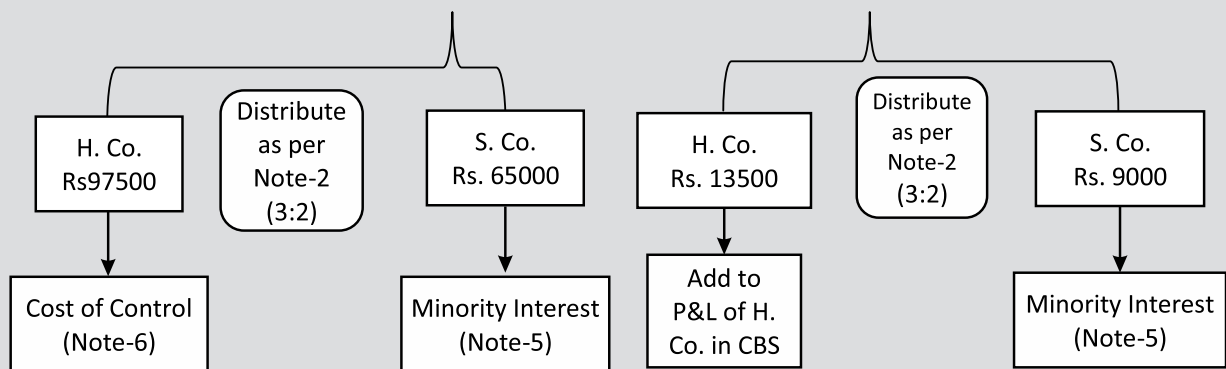 H. Co.
Rs97500
Distribute
as per
Note-2
(3:2)
S. Co.
Rs. 65000
H. Co.
Rs. 13500
Distribute
as per
Note-2
(3:2)
S. Co.
Rs. 9000
Cost of Control
(Note-6)
Minority Interest
(Note-5)
Add to
P&L of H.
Co. in CBS
Minority Interest
(Note-5)